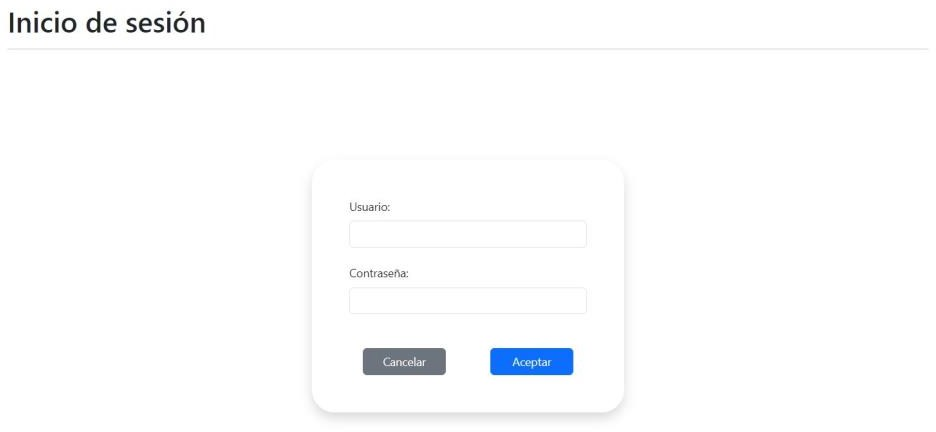 Inicio de sesión
Usuario:
Contraseña:
Cancelar Aceptar